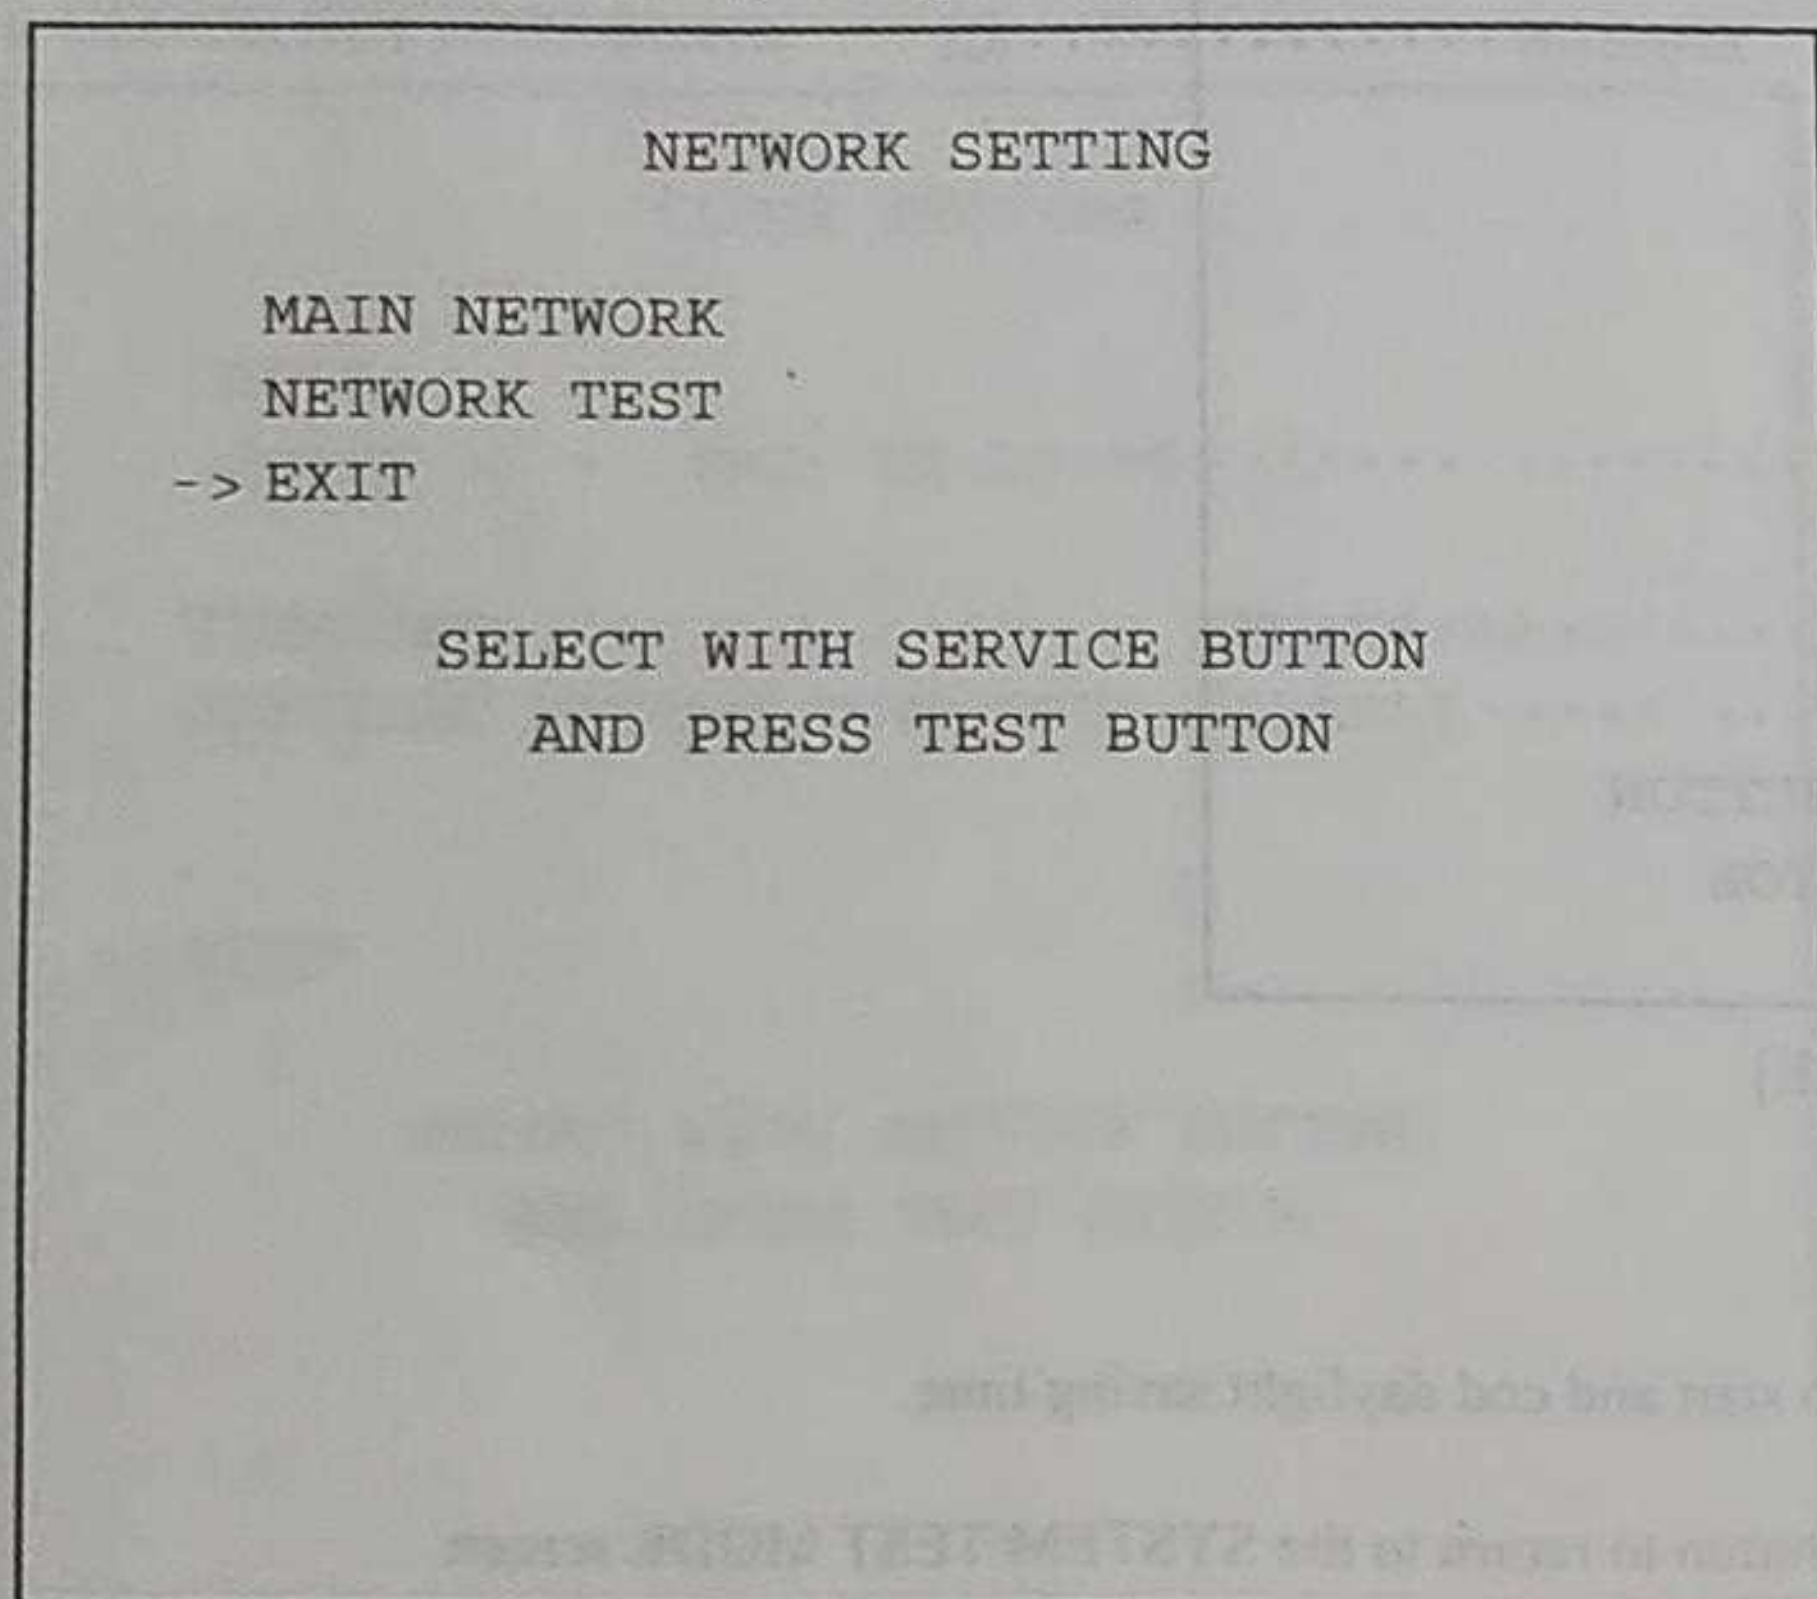 NETWORK SETTING
MAIN NETWORK
NETWORK TEST
-> EXIT
SELECT WITH SERVICE BUTTON
AND PRESS TEST BUTTON